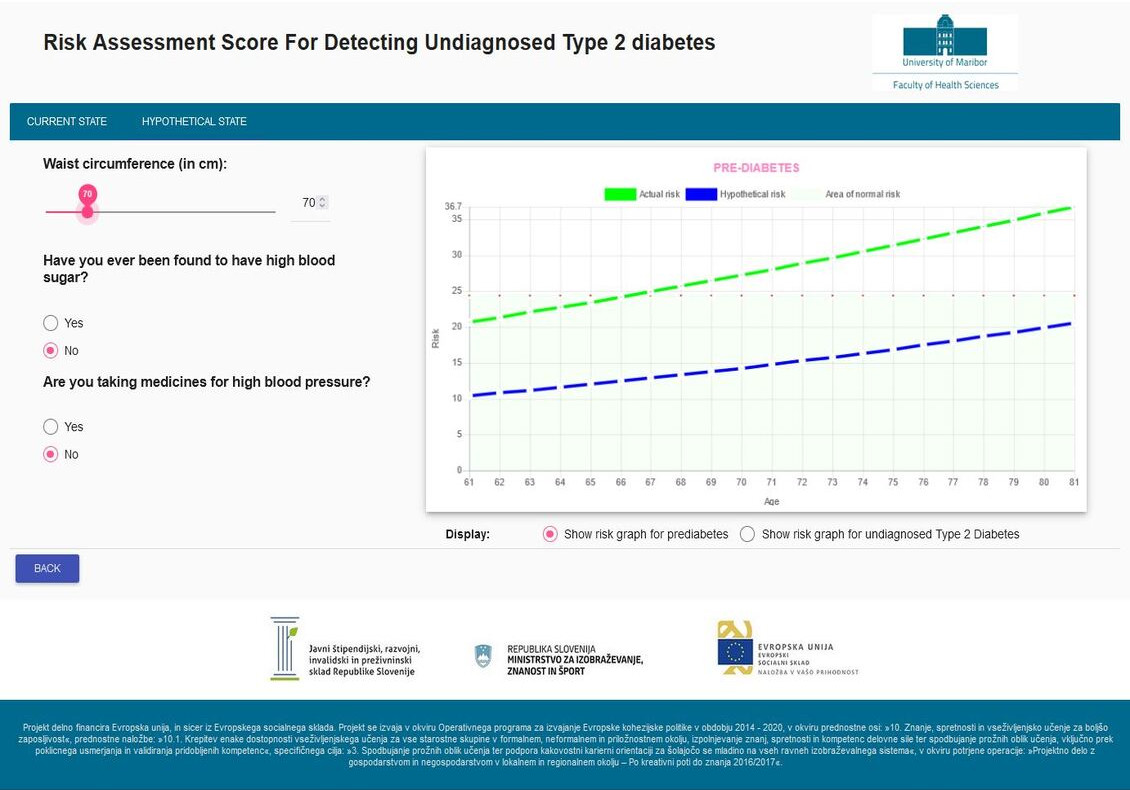 Risk Assessment Score For Detecting Undiagnosed Type 2 diabetes
University of Maribor
Faculty of Health Sciences
CURRENT STATE HYPOTHETICAL STATE
Waist circumference (in cm):
70
70
Have you ever been found to have high blood
sugar?
Yes
No
Are you taking medicines for high blood pressure?
Yes
No
PRE-DIABETES
Actual risk Hypothetical risk Area of normal risk
36.7
35
30
25
20
15
10
5
0
Risk
61 62 63 64 65 66 67 68 69 70 71 72 73 74 75 76 77 78 79 80 81
Age
Display: Show risk graph for prediabetes Show risk graph for undiagnosed Type 2 Diabetes
BACK
Javni štipendijski, razvojni,
invalidski in preživninski
sklad Republike Slovenije
REPUBLIKA SLOVENIJA
MINISTRSTVO ZA IZOBRAŽEVANJE,
ZNANOST IN ŠPORT
EVROPSKA UNIJA
EVROPSKI
SOCIALNI SKLAD
NALOŽBA V VAŠO PRIHODNOST
Projekt delno financira Evropska unija, in sicer iz Evropskega socialnega sklada. Projekt se izvaja v okviru Operativnega programa za izvajanje Evropske kohezijske politike v obdobju 2014 - 2020, v okviru prednostne osi: »10. Znanje, spretnosti in vseživljenjsko učenje za boljšo
zaposljivost«, prednostne naložbe: »10.1. Krepitev enake dostopnosti vseživljenjskega učenja za vse starostne skupine v formalnem, neformalnem in priložnostnem okolju, izpolnjevanje znanj, spretnosti in kompetenc delovne sile ter spodbujanje prožnih oblik učenja, vključno prek
poklicnega usmerjanja in validiranja pridobljenih kompetenc«, specifičnega cilja: »3. Spodbujanje prožnih oblik učenja ter podpora kakovostni karierni orientaciji za šolajočo se mladino na vseh ravneh izobraževalnega sistema«, v okviru potrjene operacije: »Projektno delo z
gospodarstvom in negospodarstvom v lokalnem in regionalnem okolju – Po kreativni poti do znanja 2016/2017«.